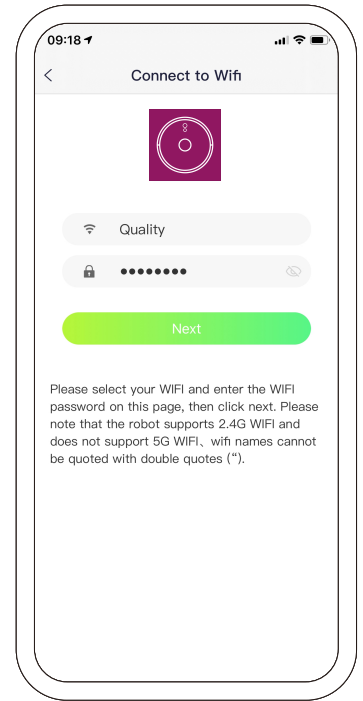 09:18
Connect to Wifi
Quality
••••••••
Next
Please select your WIFI and enter the WIFI
password on this page, then click next. Please
note that the robot supports 2.4G WIFI and
does not support 5G WIFI、wifi names cannot
be quoted with double quotes (“).